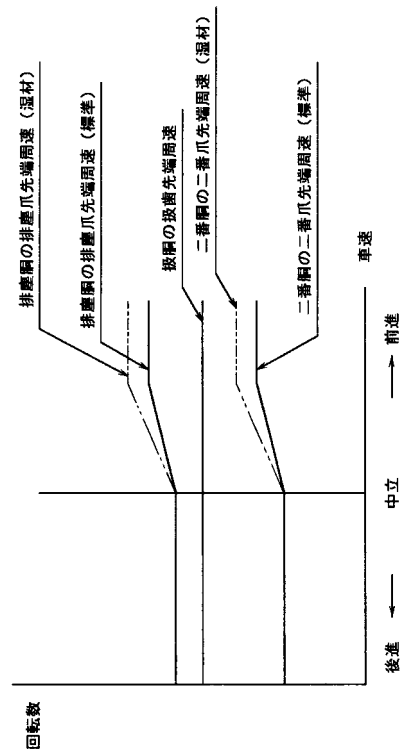 回転数
排塵胴の排塵爪先端周速（湿材）
排塵胴の排塵爪先端周速（標準）
扱胴の扱歯先端周速
二番胴の二番爪先端周速（湿材）
二番胴の二番爪先端周速（標準）
車速
後進
中立
前進